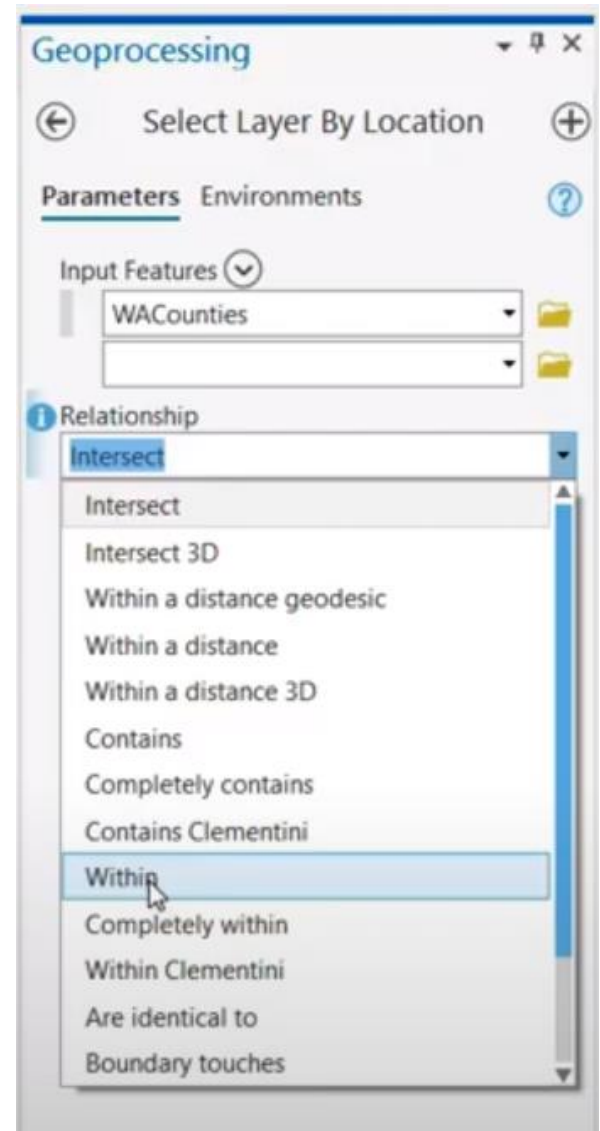 Geoprocessing
Select Layer By Location
Parameters Environments
Input Features
WACounties
Relationship
Intersect
Intersect
Intersect 3D
Within a distance geodesic
Within a distance
Within a distance 3D
Contains
Completely contains
Contains Clementini
Within
Completely within
Within Clementini
Are identical to
Boundary touches